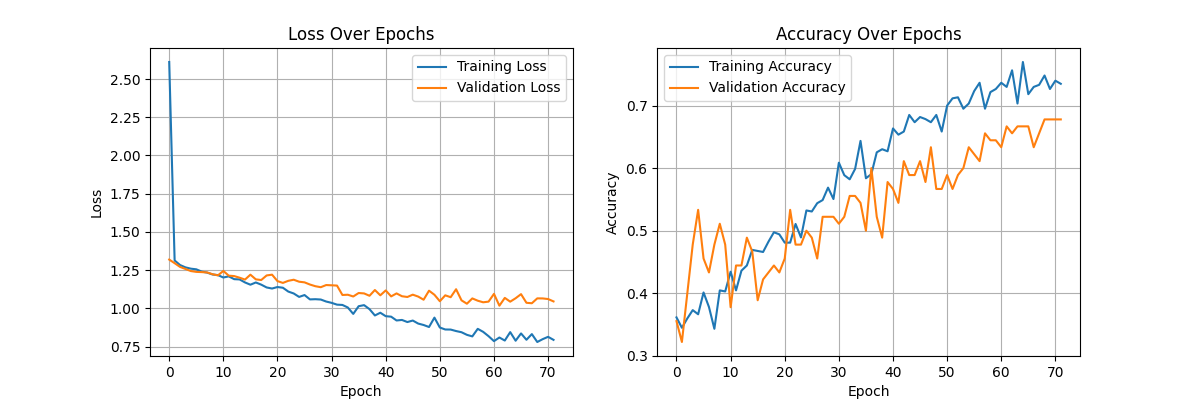 Loss Over Epochs
Training Loss
Validation Loss
2.50
2.25
2.00
1.75
1.50
1.25
1.00
0.75
Loss
0 10 20 30 40 50 60 70
Epoch
Accuracy Over Epochs
Training Accuracy
Validation Accuracy
0.7
0.6
0.5
0.4
0.3
Accuracy
0 10 20 30 40 50 60 70
Epoch